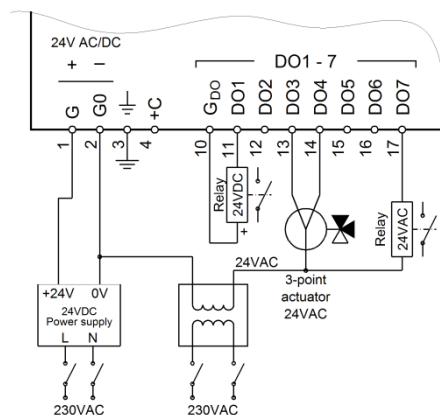 24V AC/DC
+ –
DO1 - 7
G
G0
+C
GDO
DO1
DO2
DO3
DO4
DO5
DO6
DO7
1
2
3
4
10
11
12
13
14
15
16
17
Relay
24VDC
+
Relay
24VAC
24VAC
3-point
actuator
24VAC
+24V 0V
24VDC
Power supply
L N
230VAC
230VAC